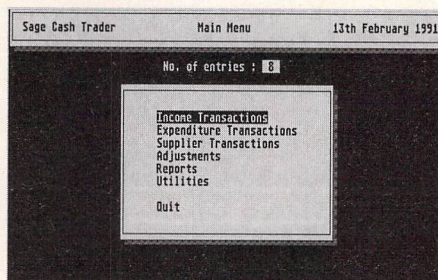 Sage Cash Trader Main Menu 13th February 1991
No. of entries : 8
Income Transactions
Expenditure Transactions
Supplier Transactions
Adjustments
Reports
Utilities
Quit